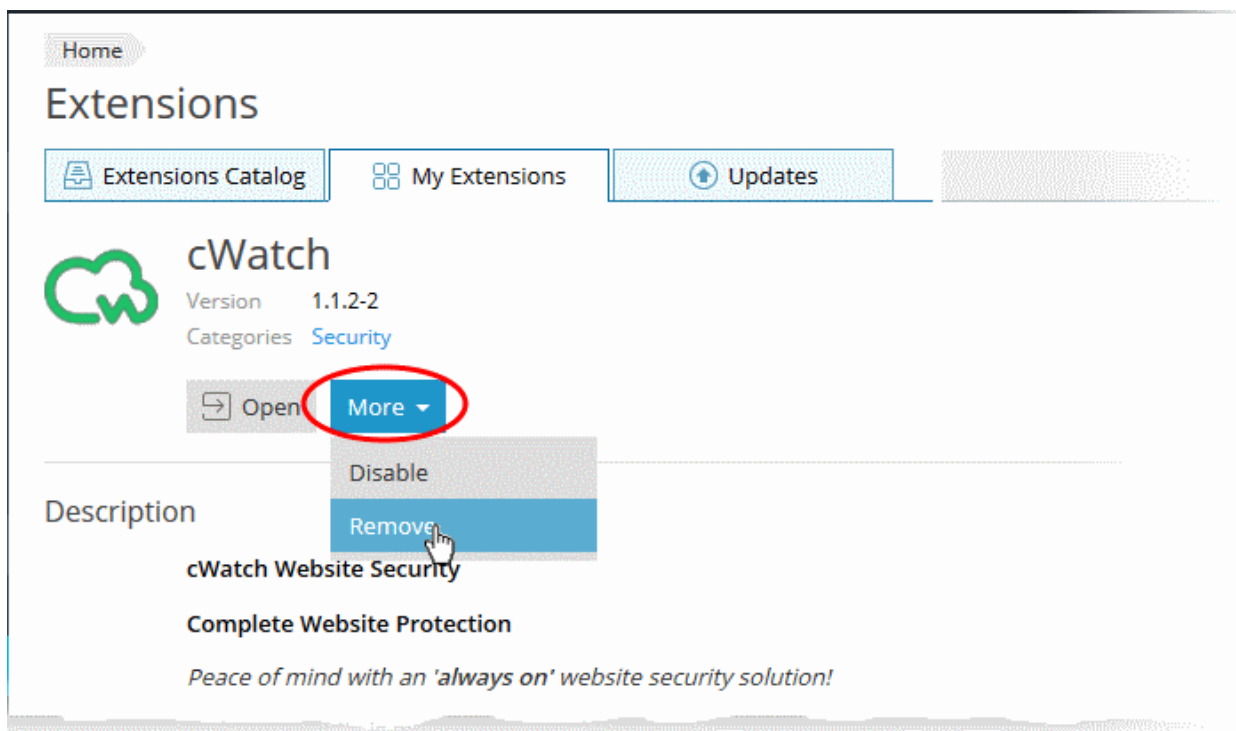 Home
Extensions
Extensions Catalog
My Extensions
Updates
cWatch
Version 1.1.2-2
Categories Security
Open
More
Disable
Remove
Description
cWatch Website Security
Complete Website Protection
Peace of mind with an 'always on' website security solution!